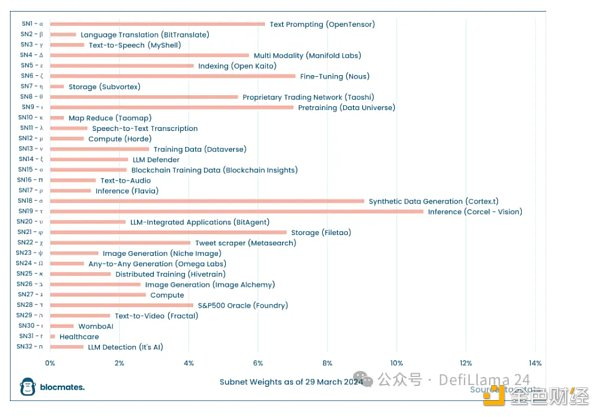 SN1 - α Text Prompting (OpenTensor)
SN2 - β Language Translation (BitTranslate)
SN3 - γ Text-to-Speech (MyShell)
SN4 - Δ Multi Modality (Manifold Labs)
SN5 - ε Indexing (Open Kaito)
SN6 - ζ Fine-Tuning (Nous)
SN7 - η Storage (Subvortex)
SN8 - θ Proprietary Trading Network (Taoshi)
SN9 - ι Pretraining (Data Universe)
SN10 - κ Map Reduce (Taomap)
SN11 - λ Speech-to-Text Transcription
SN12 - μ Compute (Horde)
SN13 - ν Training Data (Dataverse)
SN14 - ξ LLM Defender
SN15 - ο Blockchain Training Data (Blockchain Insights)
SN16 - π Text-to-Audio
SN17 - ρ Inference (Flavia)
SN18 - σ Synthetic Data Generation (Cortex.t)
SN19 - τ Inference (Corcel - Vision)
SN20 - υ LLM-Integrated Applications (BitAgent)
SN21 - φ Storage (Filetao)
SN22 - χ Tweet scraper (Metasearch)
SN23 - ψ Image Generation (Niche Image)
SN24 - Ω Any-to-Any Generation (Omega Labs)
SN25 - א Distributed Training (Hivetrain)
SN26 - ב Image Generation (Image Alchemy)
SN27 - ג Compute
SN28 - ד S&P500 Oracle (Foundry)
SN29 - ה Text-to-Video (Fractal)
SN30 - ו WomboAI
SN31 - ז Healthcare
SN32 - ח LLM Detection (It's AI)
0% 2% 4% 6% 8% 10% 12% 14%
Subnet Weights as of 29 March 2024
blocmates.
公众号 · DefiLlama 24
金色财经